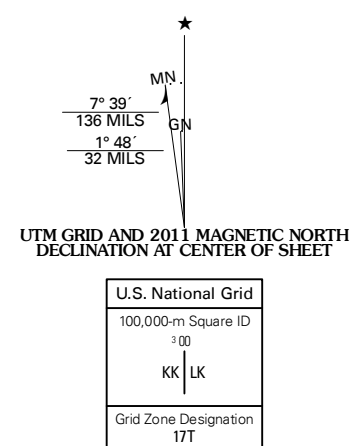 ★
MN
7° 39´
136 MILS
GN
1° 48´
32 MILS
UTM GRID AND 2011 MAGNETIC NORTH
DECLINATION AT CENTER OF SHEET
U.S. National Grid
100,000-m Square ID
3 00
KK LK
Grid Zone Designation
17T